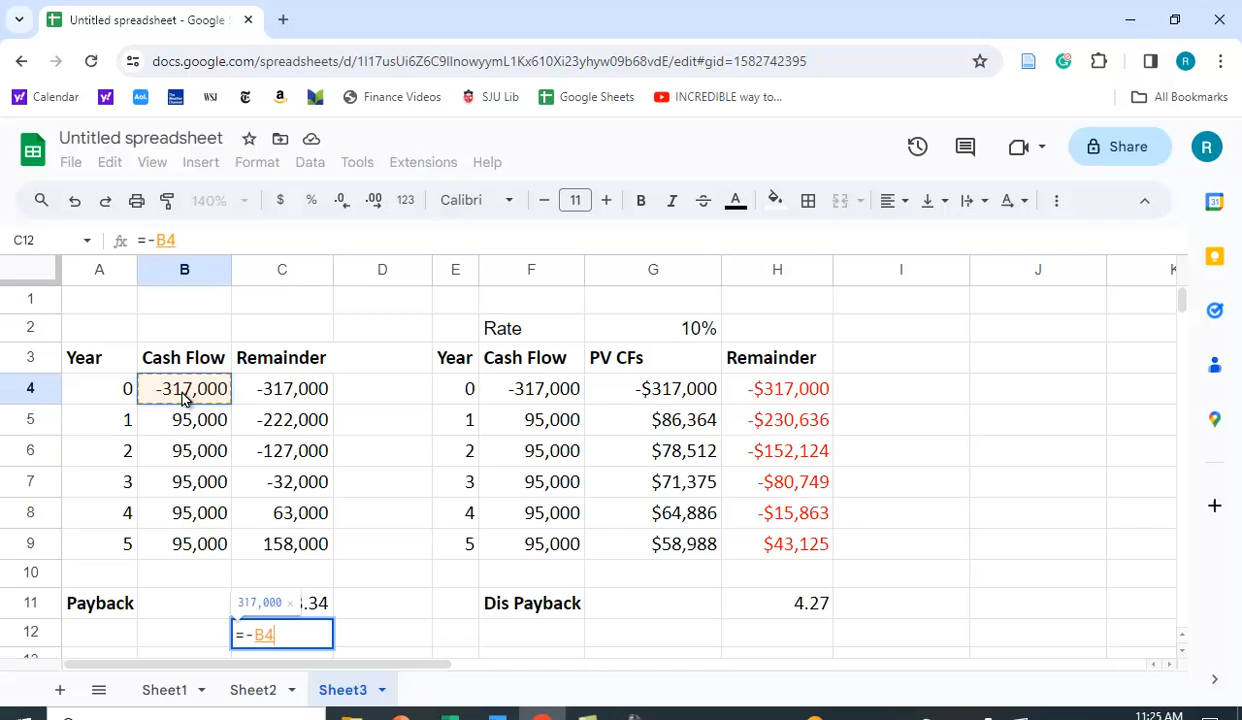 Untitled spreadsheet - Google
docs.google.com/spreadsheets/d/1I17usUi6Z6C9lInowyymL1Kx610Xi23yhyw09b68vdE/edit#gid=1582742395
R
Calendar
Aol.
WSJ
Finance Videos
SJU Lib
Google Sheets
INCREDIBLE way to...
All Bookmarks
Untitled spreadsheet
File Edit View Insert Format Data Tools Extensions Help
Share
R
140% $ % .0 .00 123 Calibri 11 B I A
31
C12 =-B4
A B C D E F G H I J K
1
2 Rate 10%
3 Year Cash Flow Remainder Year Cash Flow PV CFs Remainder
4 0 -317,000 -317,000 0 -317,000 -$317,000 -$317,000
5 1 95,000 -222,000 1 95,000 $86,364 -$230,636
6 2 95,000 -127,000 2 95,000 $78,512 -$152,124
7 3 95,000 -32,000 3 95,000 $71,375 -$80,749
8 4 95,000 63,000 4 95,000 $64,886 -$15,863
9 5 95,000 158,000 5 95,000 $58,988 $43,125
10
11 Payback 317,000 × .34 Dis Payback 4.27
12 =-B4
Sheet1 Sheet2 Sheet3
11:25 AM